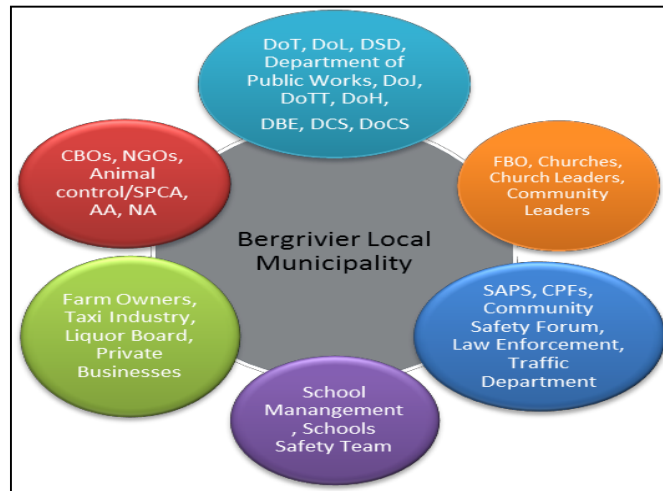 DoT, DoL, DSD,
Department of
Public Works, DoJ,
DoTT, DoH,
DBE, DCS, DoCS
CBOs, NGOs,
Animal
control/SPCA,
AA, NA
FBO, Churches,
Church Leaders,
Community
Leaders
Bergrivier Local
Municipality
Farm Owners,
Taxi Industry,
Liquor Board,
Private
Businesses
SAPS, CPFs,
Community
Safety Forum,
Law Enforcement,
Traffic
Department
School
Manangement
, Schools
Safety Team